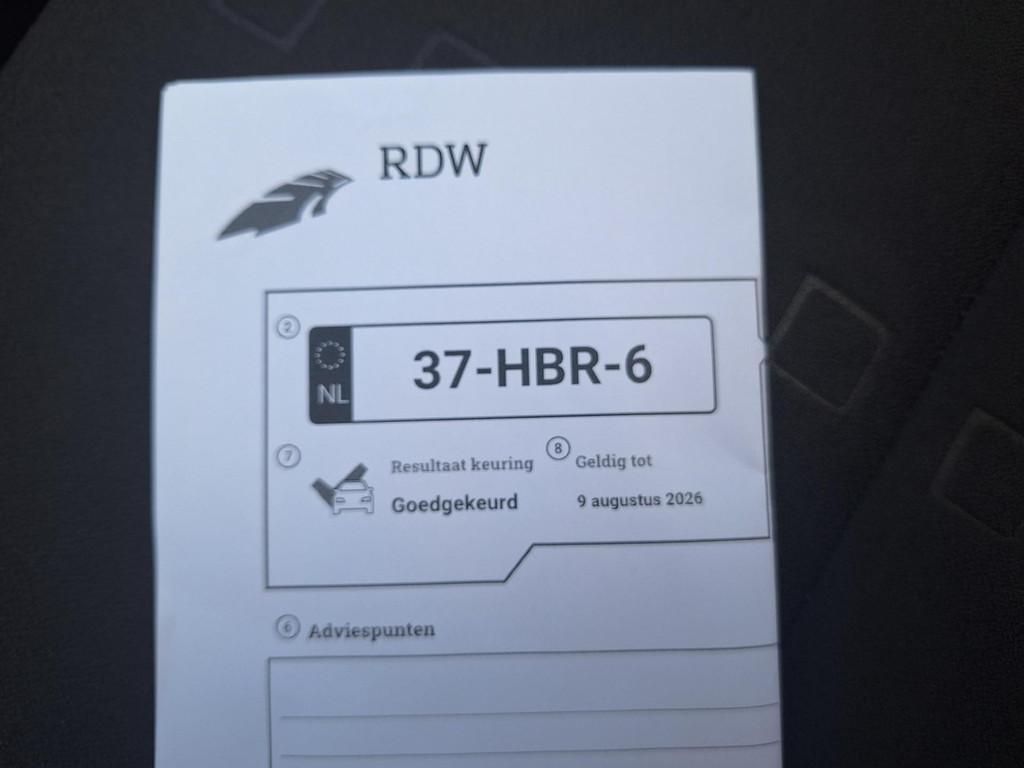 RDW
2
NL
37-HBR-6
7
Resultaat keuring
Goedgekeurd
8
Geldig tot
9 augustus 2026
6 Adviespunten